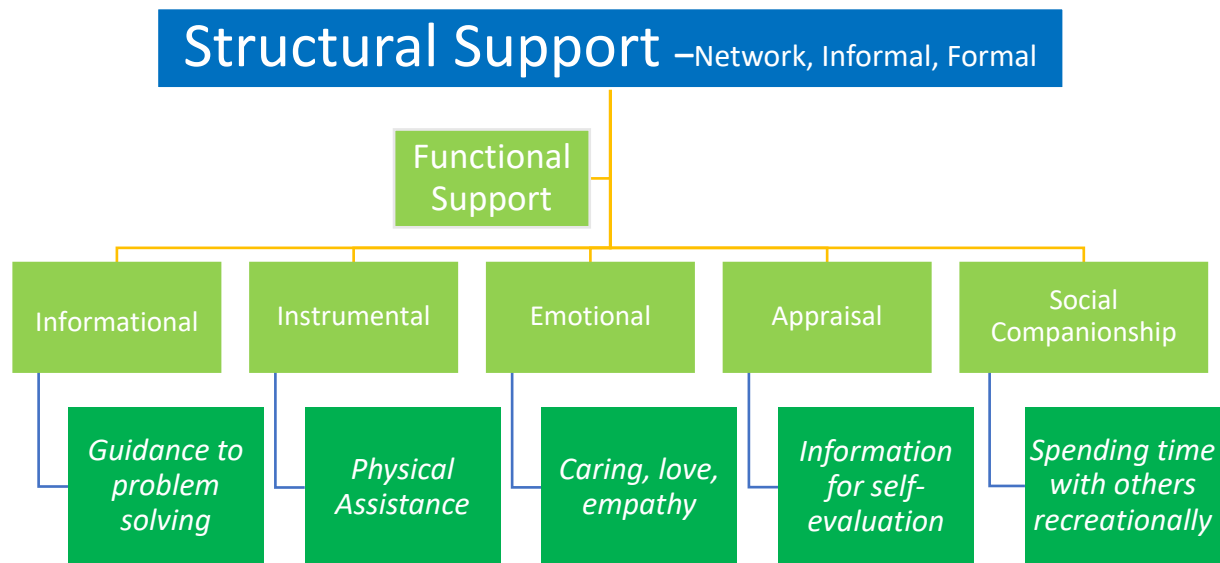 Structural Support –Network, Informal, Formal
Functional
Support
Informational
Instrumental
Emotional
Appraisal
Social
Companionship
Guidance to
problem
solving
Physical
Assistance
Caring, love,
empathy
Information
for self-
evaluation
Spending time
with others
recreationally